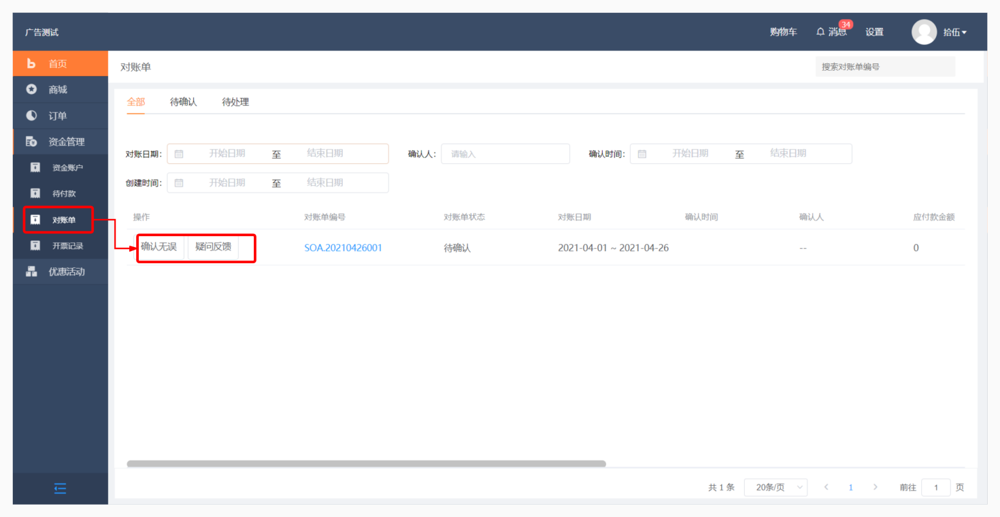 广告测试
购物车
消息
34
设置
拾伍
首页
商城
订单
资金管理
资金账户
待付款
对账单
开票记录
优惠活动
对账单
搜索对账单编号
全部 待确认 待处理
对账日期： 开始日期 至 结束日期 确认人： 请输入 确认时间： 开始日期 至 结束日期
创建时间： 开始日期 至 结束日期
操作 对账单编号 对账单状态 对账日期 确认时间 确认人 应付款金额
确认无误 疑问反馈 SOA.20210426001 待确认 2021-04-01 ~ 2021-04-26 -- 0
共 1 条 20条/页 1 前往 1 页